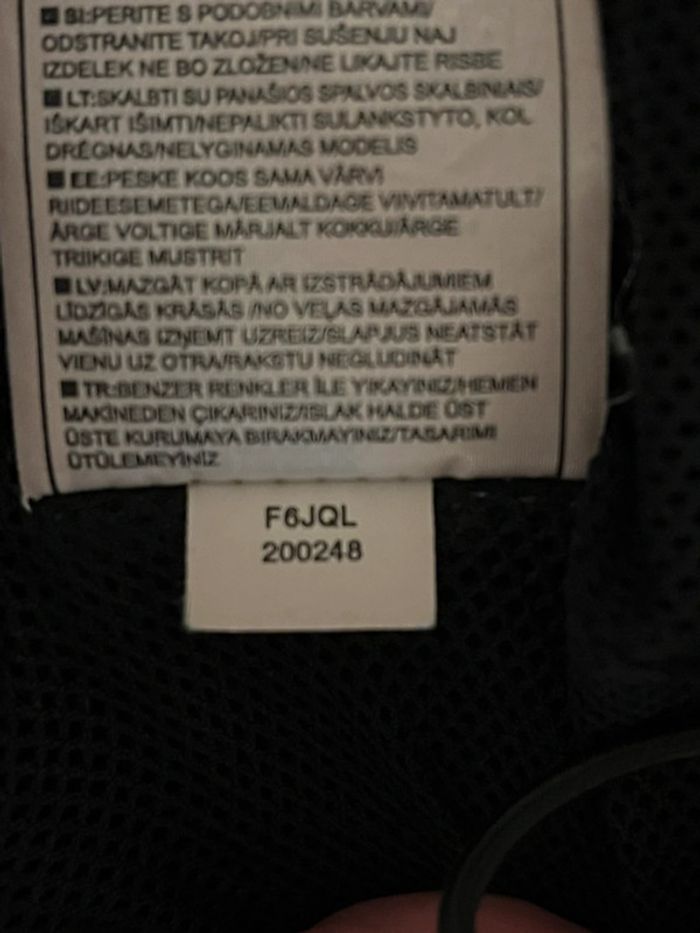 ■ SI:PERITE S PODOBNIMI BARVAMI/
ODSTRANITE TAKOJ/PRI SUŠENJU NAJ
IZDELEK NE BO ZLOŽEN/NE LIKAJTE RISBE
■ LT:SKALBTI SU PANAŠIOS SPALVOS SKALBINIAIS/
IŠKART IŠIMTI/NEPALIKTI SULANKSTYTO, KOL
DRĖGNAS/NELYGINAMAS MODELIS
■ EE:PESKE KOOS SAMA VÄRVI
RIIDEESEMETEGA/EEMALDAGE VIIVITAMATULT/
ÄRGE VOLTIGE MÄRJALT KOKKU/ÄRGE
TRIIKIGE MUSTRIT
■ LV:MAZGĀT KOPĀ AR IZSTRĀDĀJUMIEM
LĪDZĪGĀS KRĀSĀS /NO VEĻAS MAZGĀJAMĀS
MAŠĪNAS IZŅEMT UZREIZ/SLAPJUS NEATSTĀT
VIENU UZ OTRA/RAKSTU NEGLUDINĀT
■ TR:BENZER RENKLER İLE YIKAYINIZ/HEMEN
MAKİNEDEN ÇIKARINIZ/ISLAK HALDE ÜST
ÜSTE KURUMAYA BIRAKMAYINIZ/TASARIMI
ÜTÜLEMEYİNİZ
F6JQL
200248